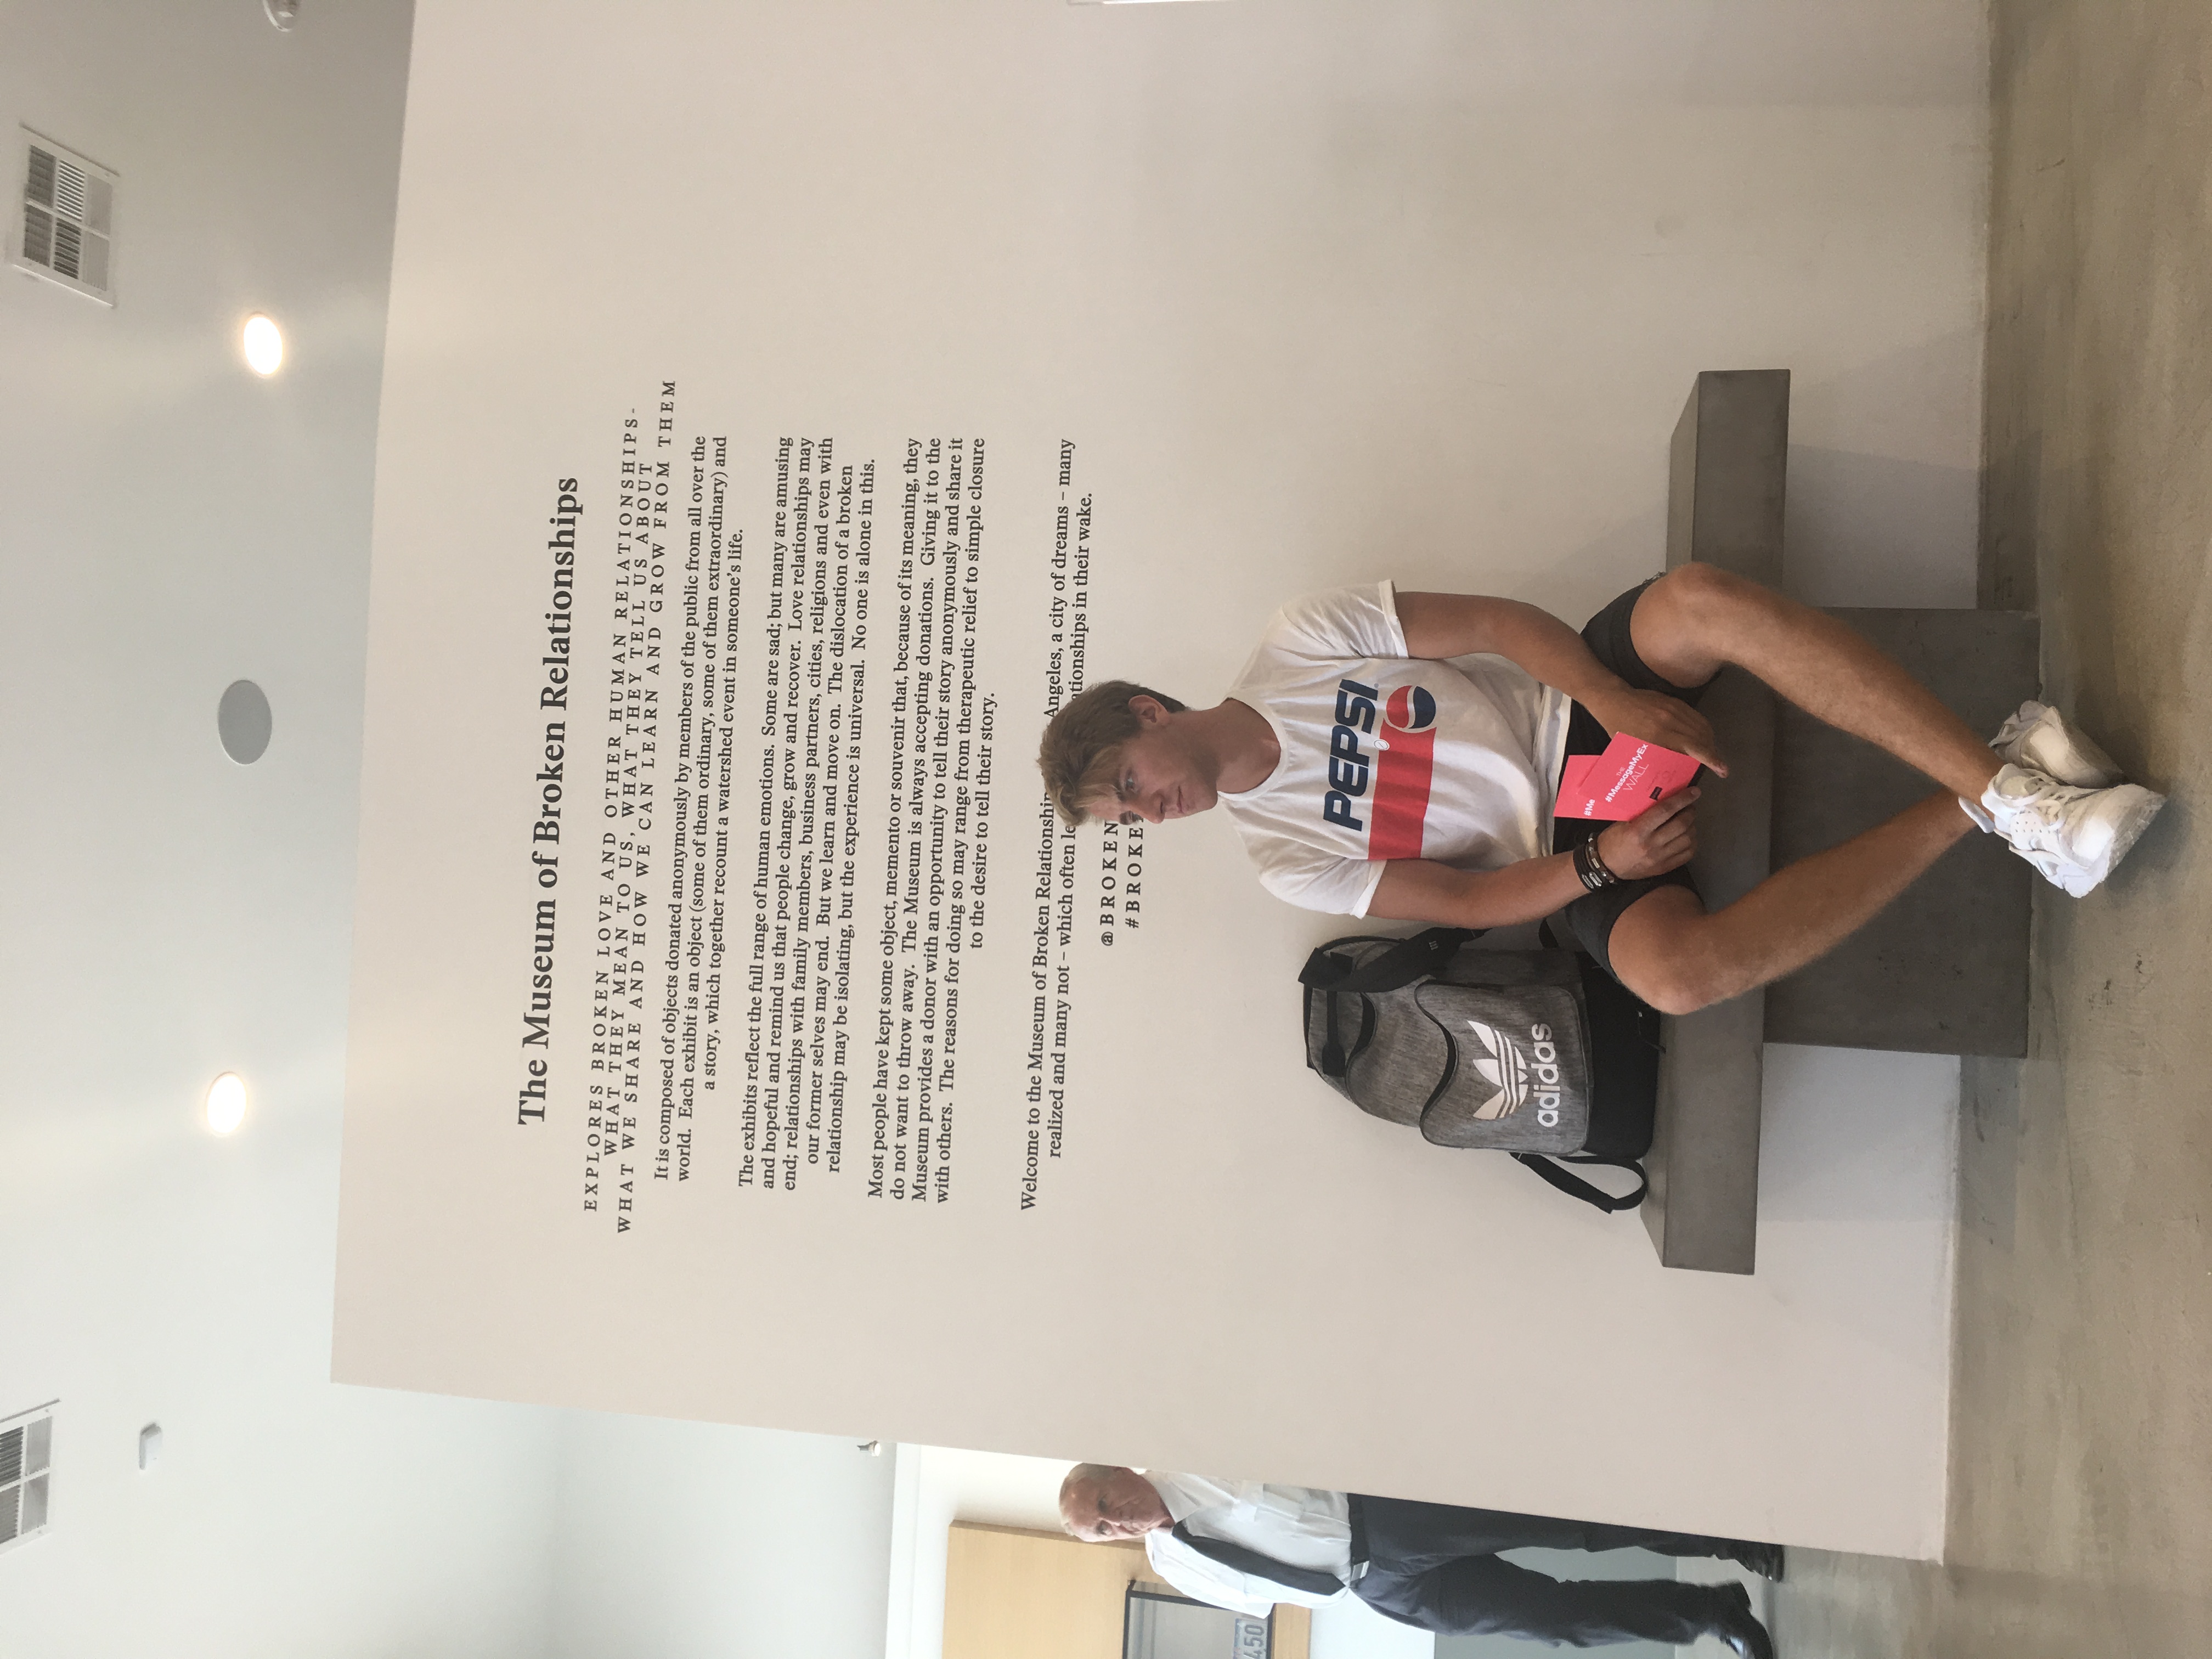 The Museum of Broken Relationships
EXPLORES BROKEN LOVE AND OTHER HUMAN RELATIONSHIPS-
WHAT THEY MEAN TO US, WHAT THEY TELL US ABOUT
WHAT WE SHARE AND HOW WE CAN LEARN AND GROW FROM THEM
It is composed of objects donated anonymously by members of the public from all over the
world. Each exhibit is an object (some of them ordinary, some of them extraordinary) and
a story, which together recount a watershed event in someone's life.
The exhibits reflect the full range of human emotions. Some are sad; but many are amusing
and hopeful and remind us that people change, grow and recover. Love relationships may
end; relationships with family members, business partners, cities, religions and even with
our former selves may end. But we learn and move on. The dislocation of a broken
relationship may be isolating, but the experience is universal. No one is alone in this.
Most people have kept some object, memento or souvenir that, because of its meaning, they
do not want to throw away. The Museum is always accepting donations. Giving it to the
Museum provides a donor with an opportunity to tell their story anonymously and share it
with others. The reasons for doing so may range from therapeutic relief to simple closure
to the desire to tell their story.
Welcome to the Museum of Broken Angeles, a city of dreams – many
realized and many not – which often in their wake.
@BROKEN
450
PEPSI
adidas
#Me
THE
#MessageMyEx
WALL